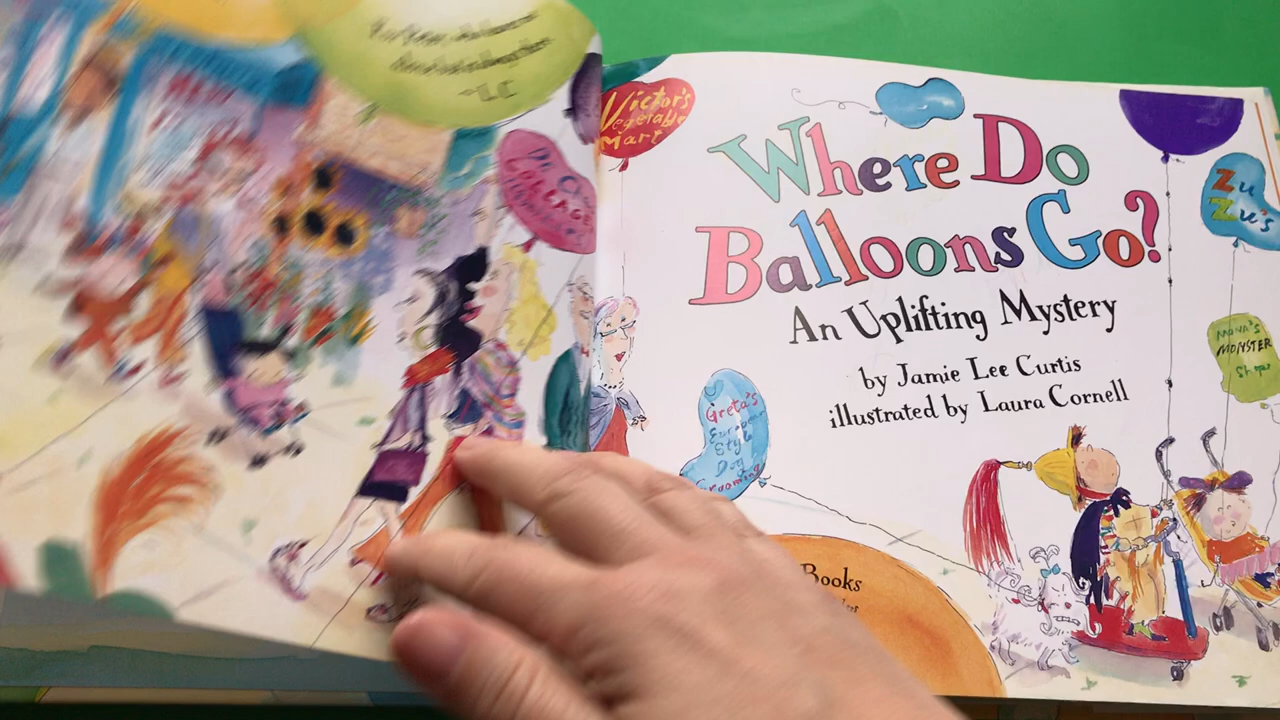 Victor's
Vegetable
Mart
Where Do
Balloons Go?
An Uplifting Mystery
by Jamie Lee Curtis
illustrated by Laura Cornell
Zu
Zu's
MONSTER
Greta's
Style
Dog
Grooming
Books